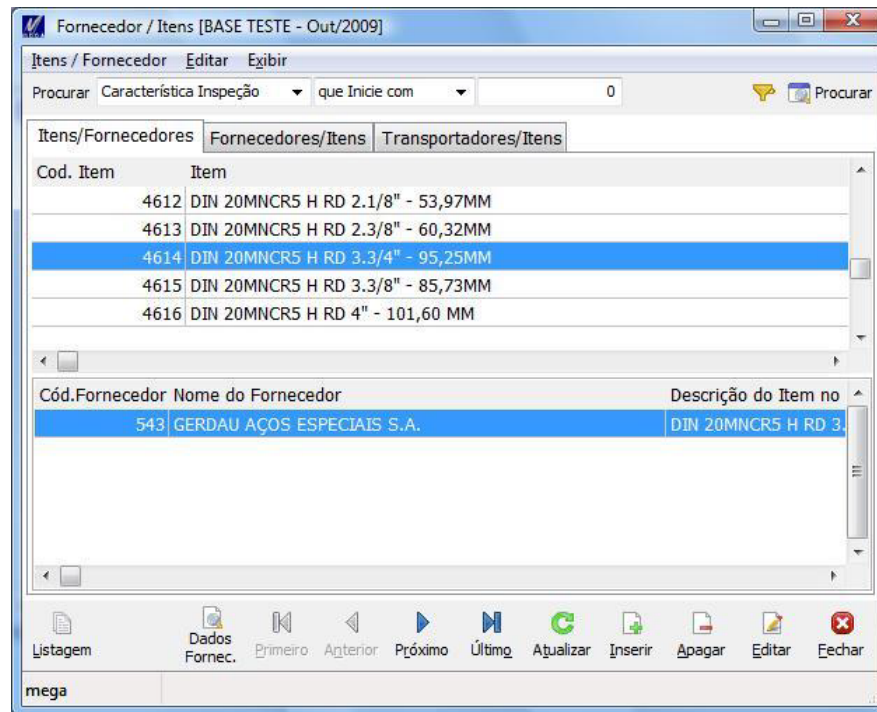 Fornecedor / Itens [BASE TESTE - Out/2009]
Itens / Fornecedor Editar Exibir
Procurar Característica Inspeção que Inicie com 0 Procurar
Itens/Fornecedores Fornecedores/Itens Transportadores/Itens
Cod. Item Item
4612 DIN 20MNCR5 H RD 2.1/8" - 53,97MM
4613 DIN 20MNCR5 H RD 2.3/8" - 60,32MM
4614 DIN 20MNCR5 H RD 3.3/4" - 95,25MM
4615 DIN 20MNCR5 H RD 3.3/8" - 85,73MM
4616 DIN 20MNCR5 H RD 4" - 101,60 MM
Cód.Fornecedor Nome do Fornecedor Descrição do Item no
543 GERDAU AÇOS ESPECIAIS S.A. DIN 20MNCR5 H RD 3.
Listagem Dados Fornec. Primeiro Anterior Próximo Último Atualizar Inserir Apagar Editar Fechar
mega